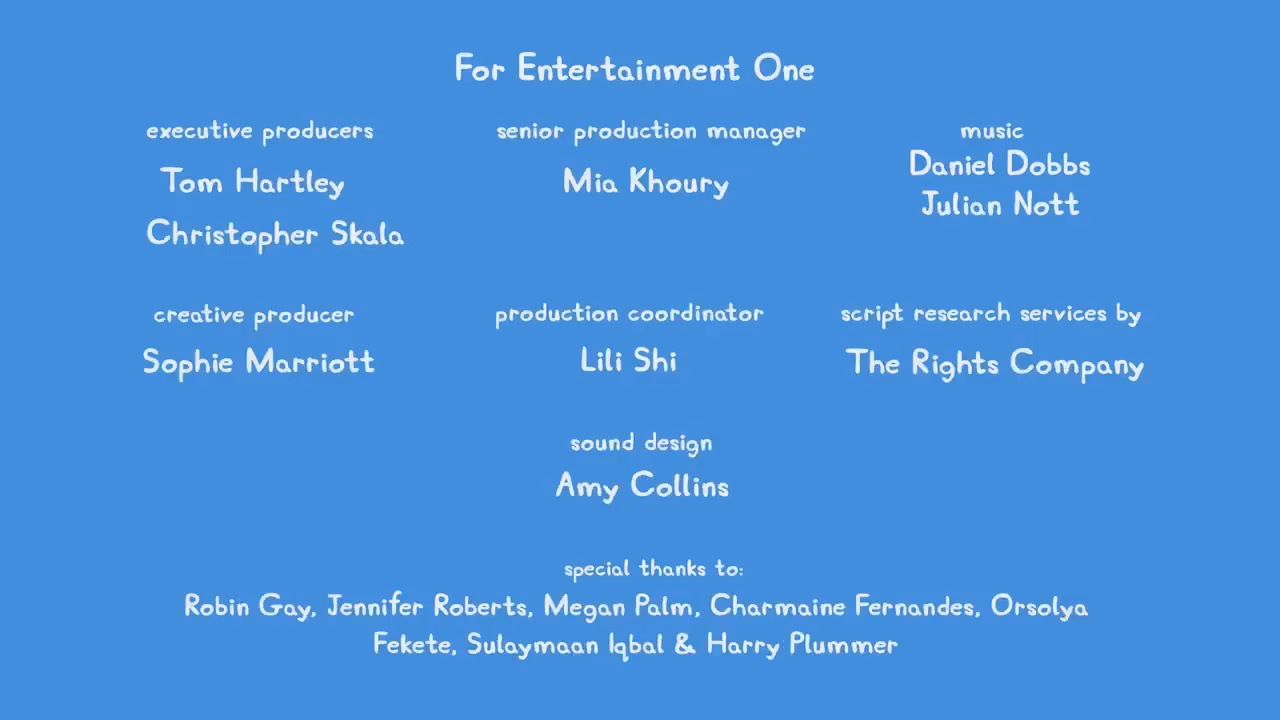 For Entertainment One
executive producers
Tom Hartley
Christopher Skala
senior production manager
Mia Khoury
music
Daniel Dobbs
Julian Nott
creative producer
Sophie Marriott
production coordinator
Lili Shi
script research services by
The Rights Company
sound design
Amy Collins
special thanks to:
Robin Gay, Jennifer Roberts, Megan Palm, Charmaine Fernandes, Orsolya
Fekete, Sulaymaan Iqbal & Harry Plummer